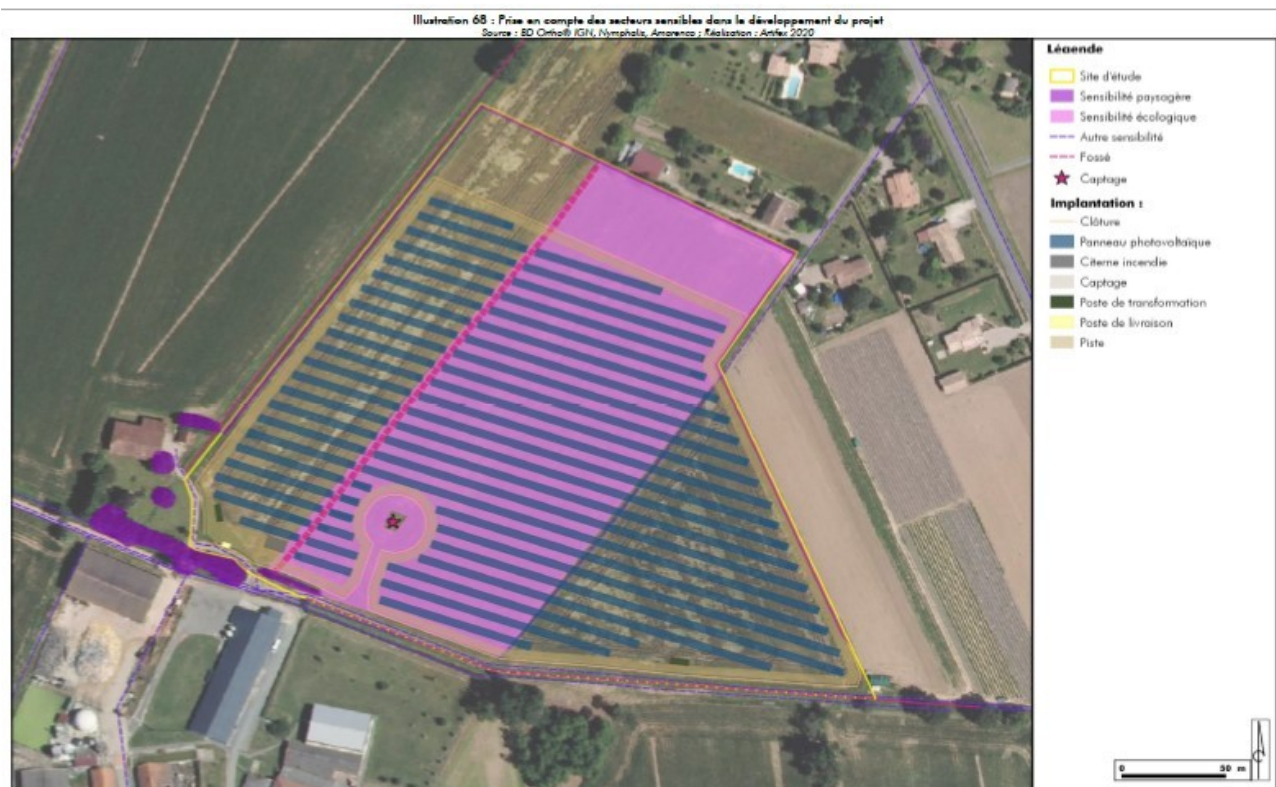 Illustration 68 : Prise en compte des secteurs sensibles dans le développement du projet
Source : BD Ortho® IGN, Nymphalis, Amarenco ; Réalisation : Artifex 2020
Légende
Site d'étude
Sensibilité paysagère
Sensibilité écologique
Autre sensibilité
Fossé
Captage
Implantation :
Clôture
Panneau photovoltaïque
Citerne incendie
Captage
Poste de transformation
Poste de livraison
Piste
0 50 m